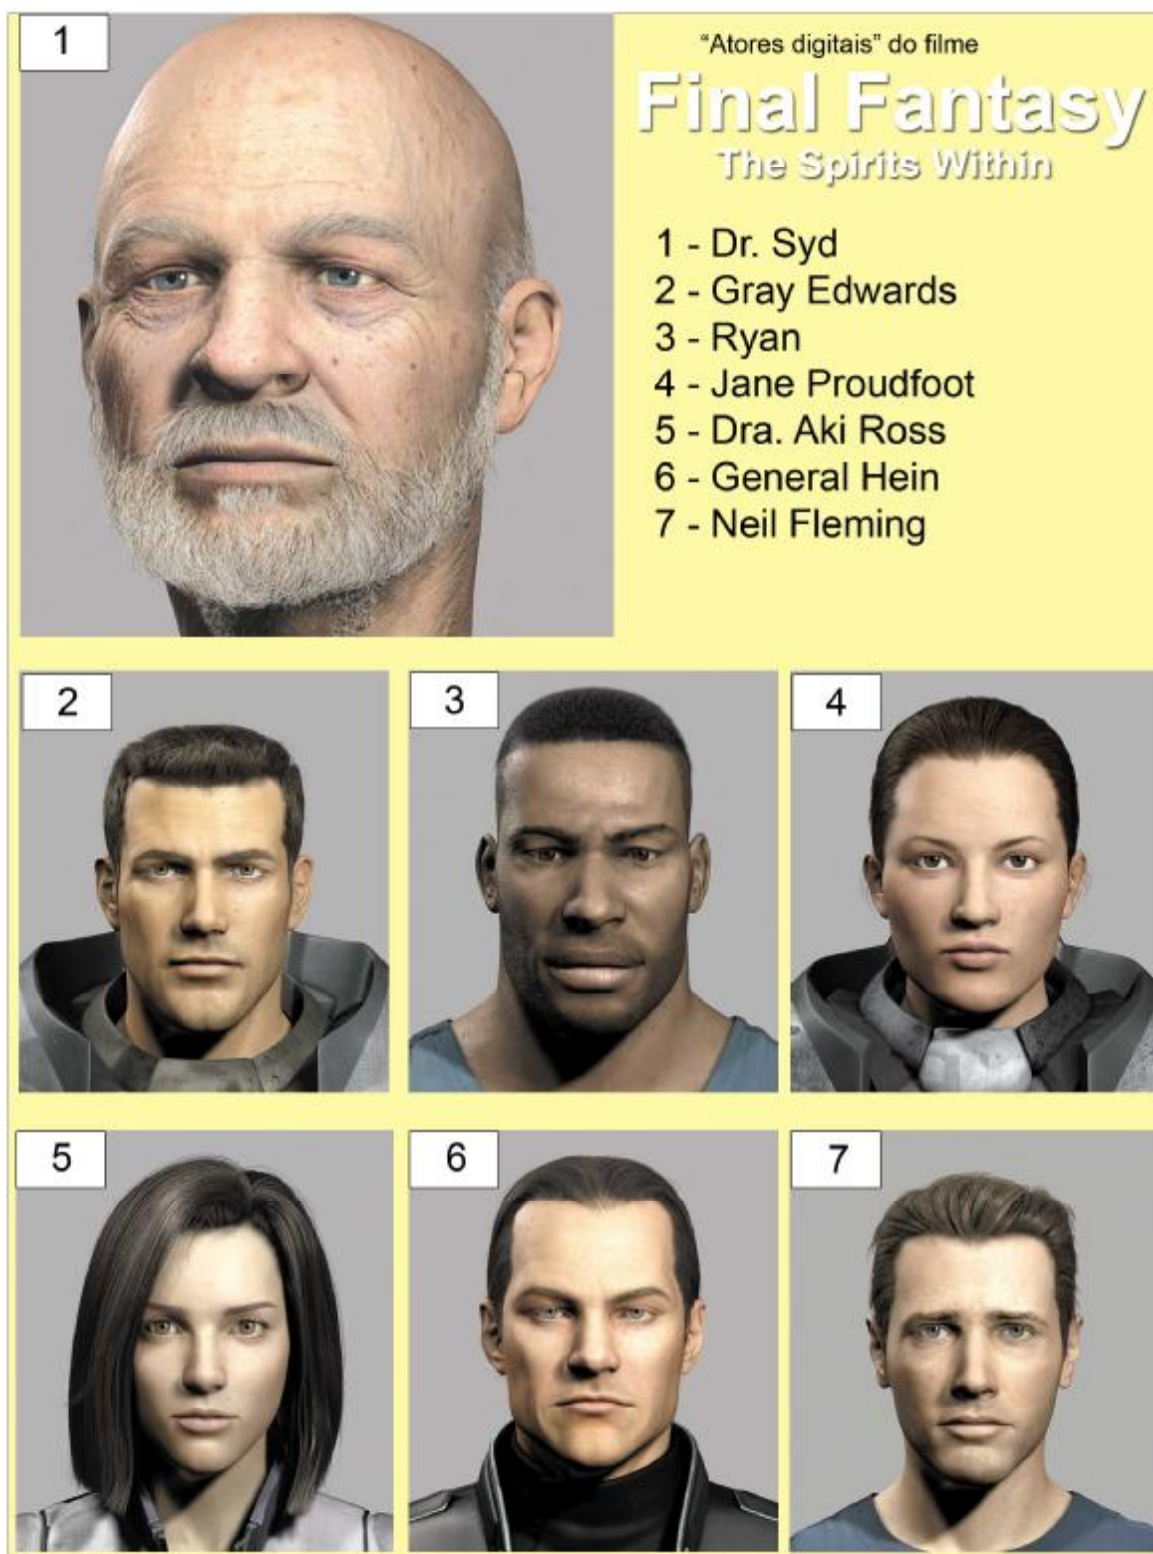 1
“Atores digitais” do filme
Final Fantasy
The Spirits Within
1 - Dr. Syd
2 - Gray Edwards
3 - Ryan
4 - Jane Proudfoot
5 - Dra. Aki Ross
6 - General Hein
7 - Neil Fleming
2
3
4
5
6
7